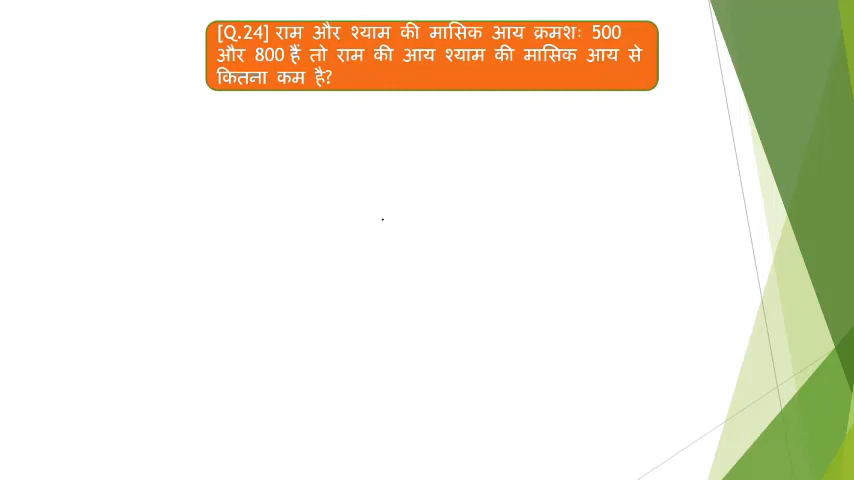 [Q.24] राम और श्याम की मासिक आय क्रमशः 500
और 800 हैं तो राम की आय श्याम की मासिक आय से
कितना कम है?